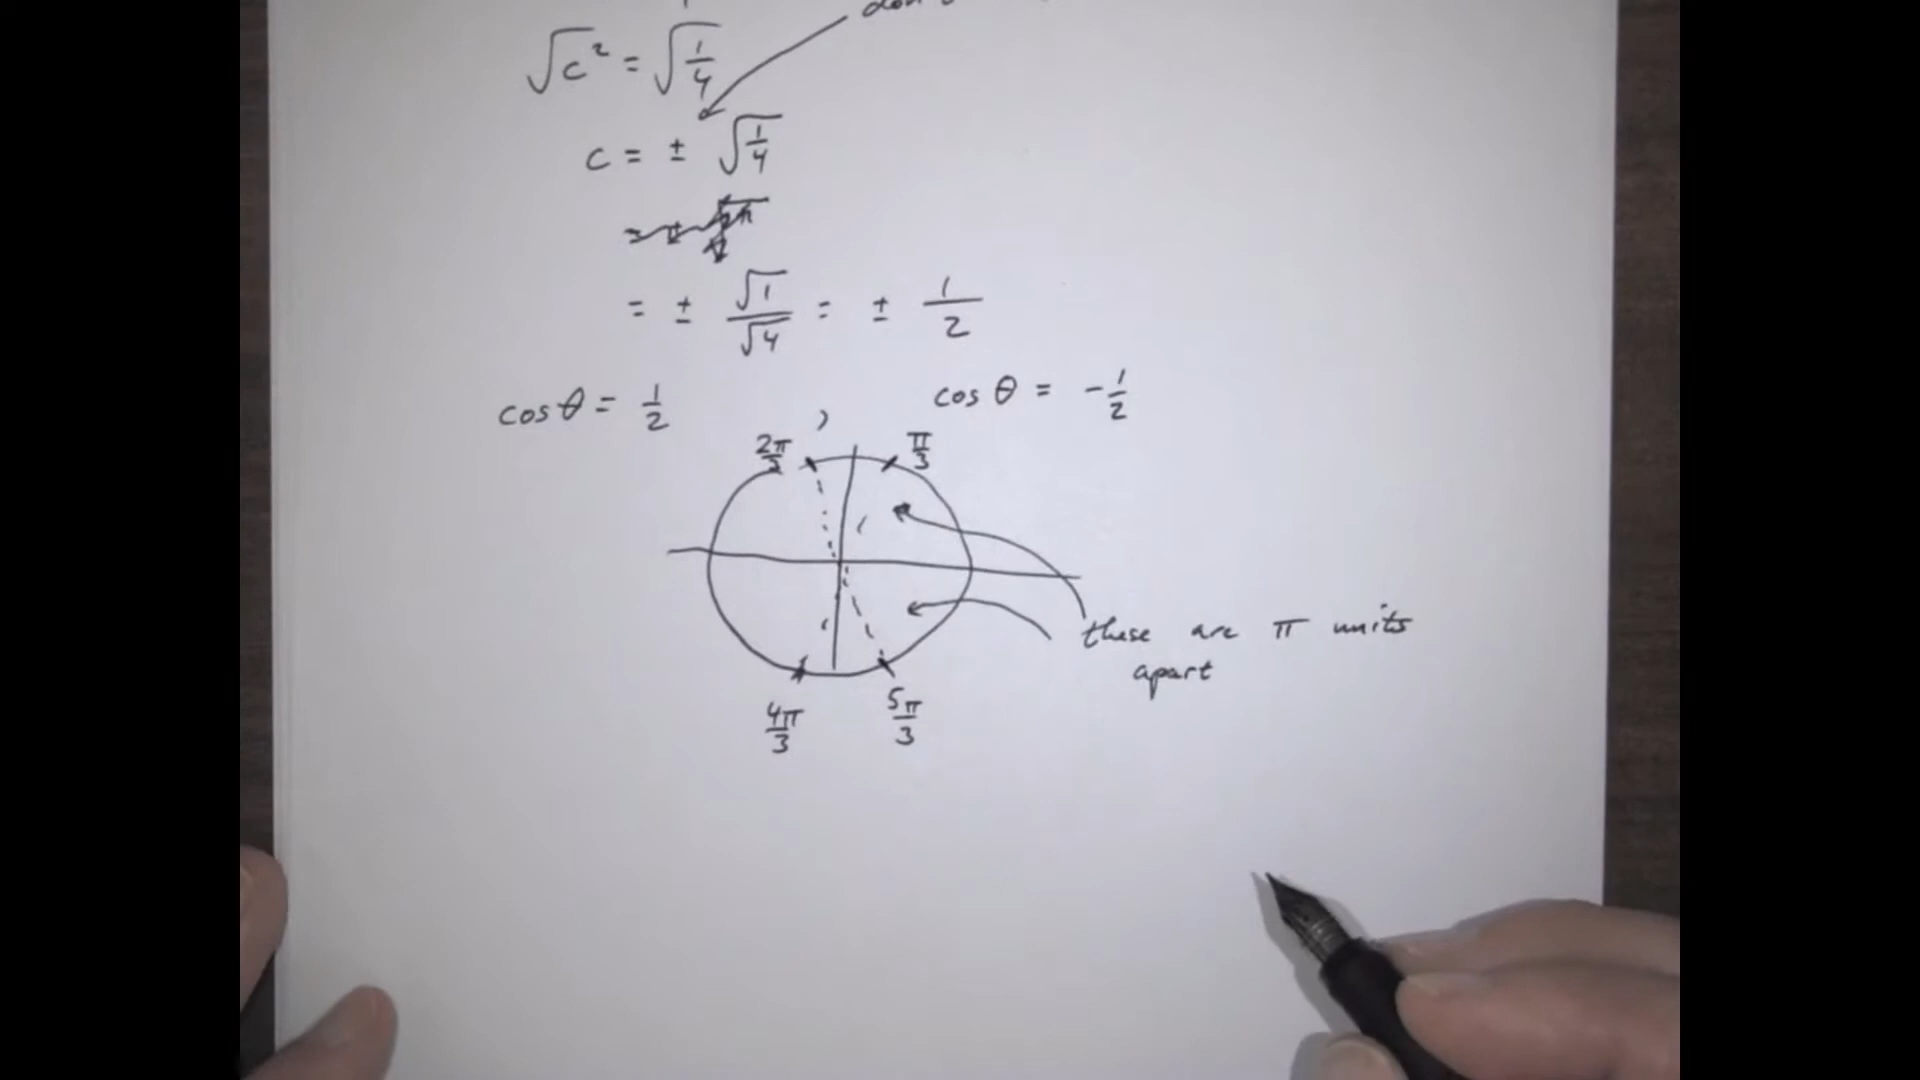 √c² = √1/4
c = ± √1/4
= ± √1/√4 = ± 1/2
cos θ = 1/2 , cos θ = -1/2
2π/3 π/3
these are π units
apart
4π/3 5π/3